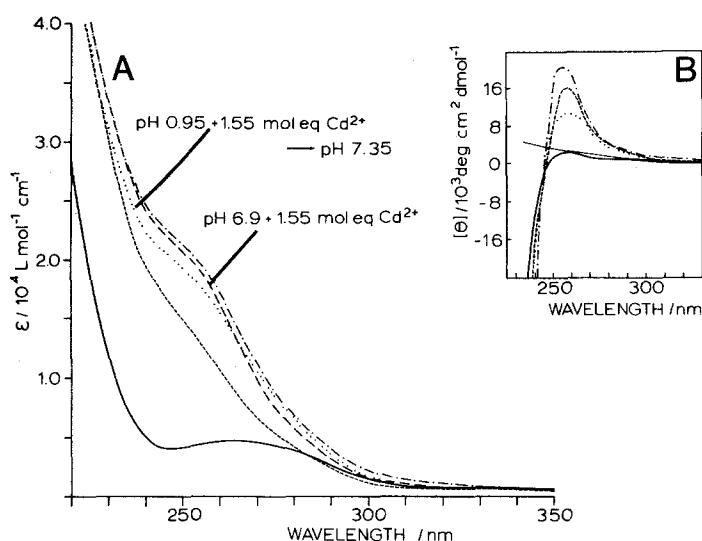 4.0
3.0
2.0
1.0
ε / 10⁴ L mol⁻¹ cm⁻¹
A
pH 0.95 +1.55 mol eq Cd²⁺
→ pH 7.35
pH 6.9 + 1.55 mol eq Cd²⁺
250
300
350
WAVELENGTH / nm
B
16
8
0
-8
-16
[θ] / 10³ deg cm² dmol⁻¹
250
300
WAVELENGTH / nm